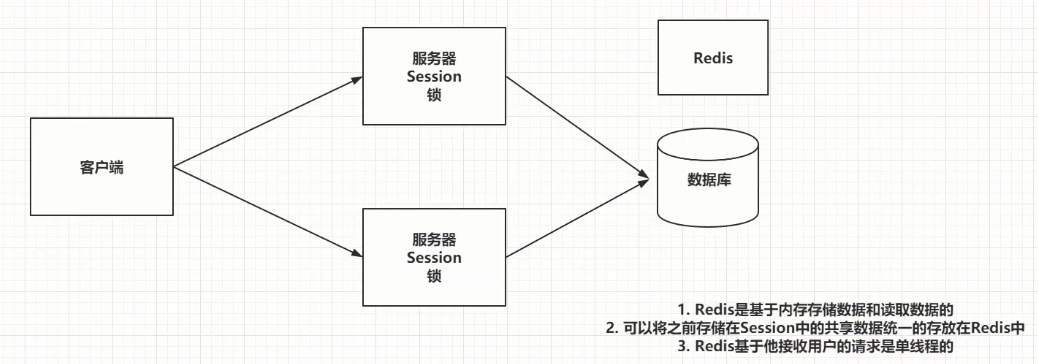 客户端
服务器
Session
锁
服务器
Session
锁
Redis
数据库
1. Redis是基于内存存储数据和读取数据的
2. 可以将之前存储在Session中的共享数据统一的存放在Redis中
3. Redis基于他接收用户的请求是单线程的